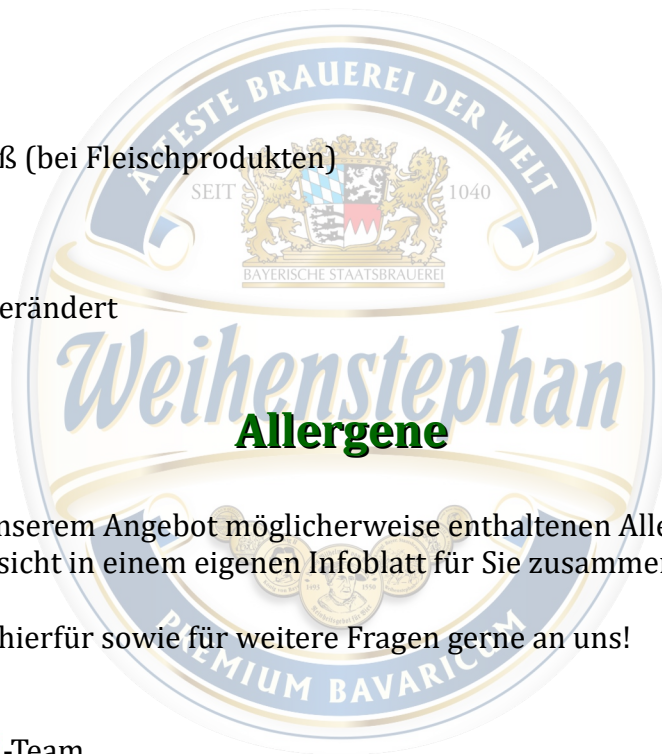 ÄLTESTE BRAUEREI DER WELT
ß (bei Fleischprodukten)
SEIT 1040
BAYERISCHE STAATSBRAUEREI
erändert
Weihenstephan
Allergene
nserem Angebot möglicherweise enthaltenen Alle
sicht in einem eigenen Infoblatt für Sie zusammen
hierfür sowie für weitere Fragen gerne an uns!
PREMIUM BAVARICUM
-Team